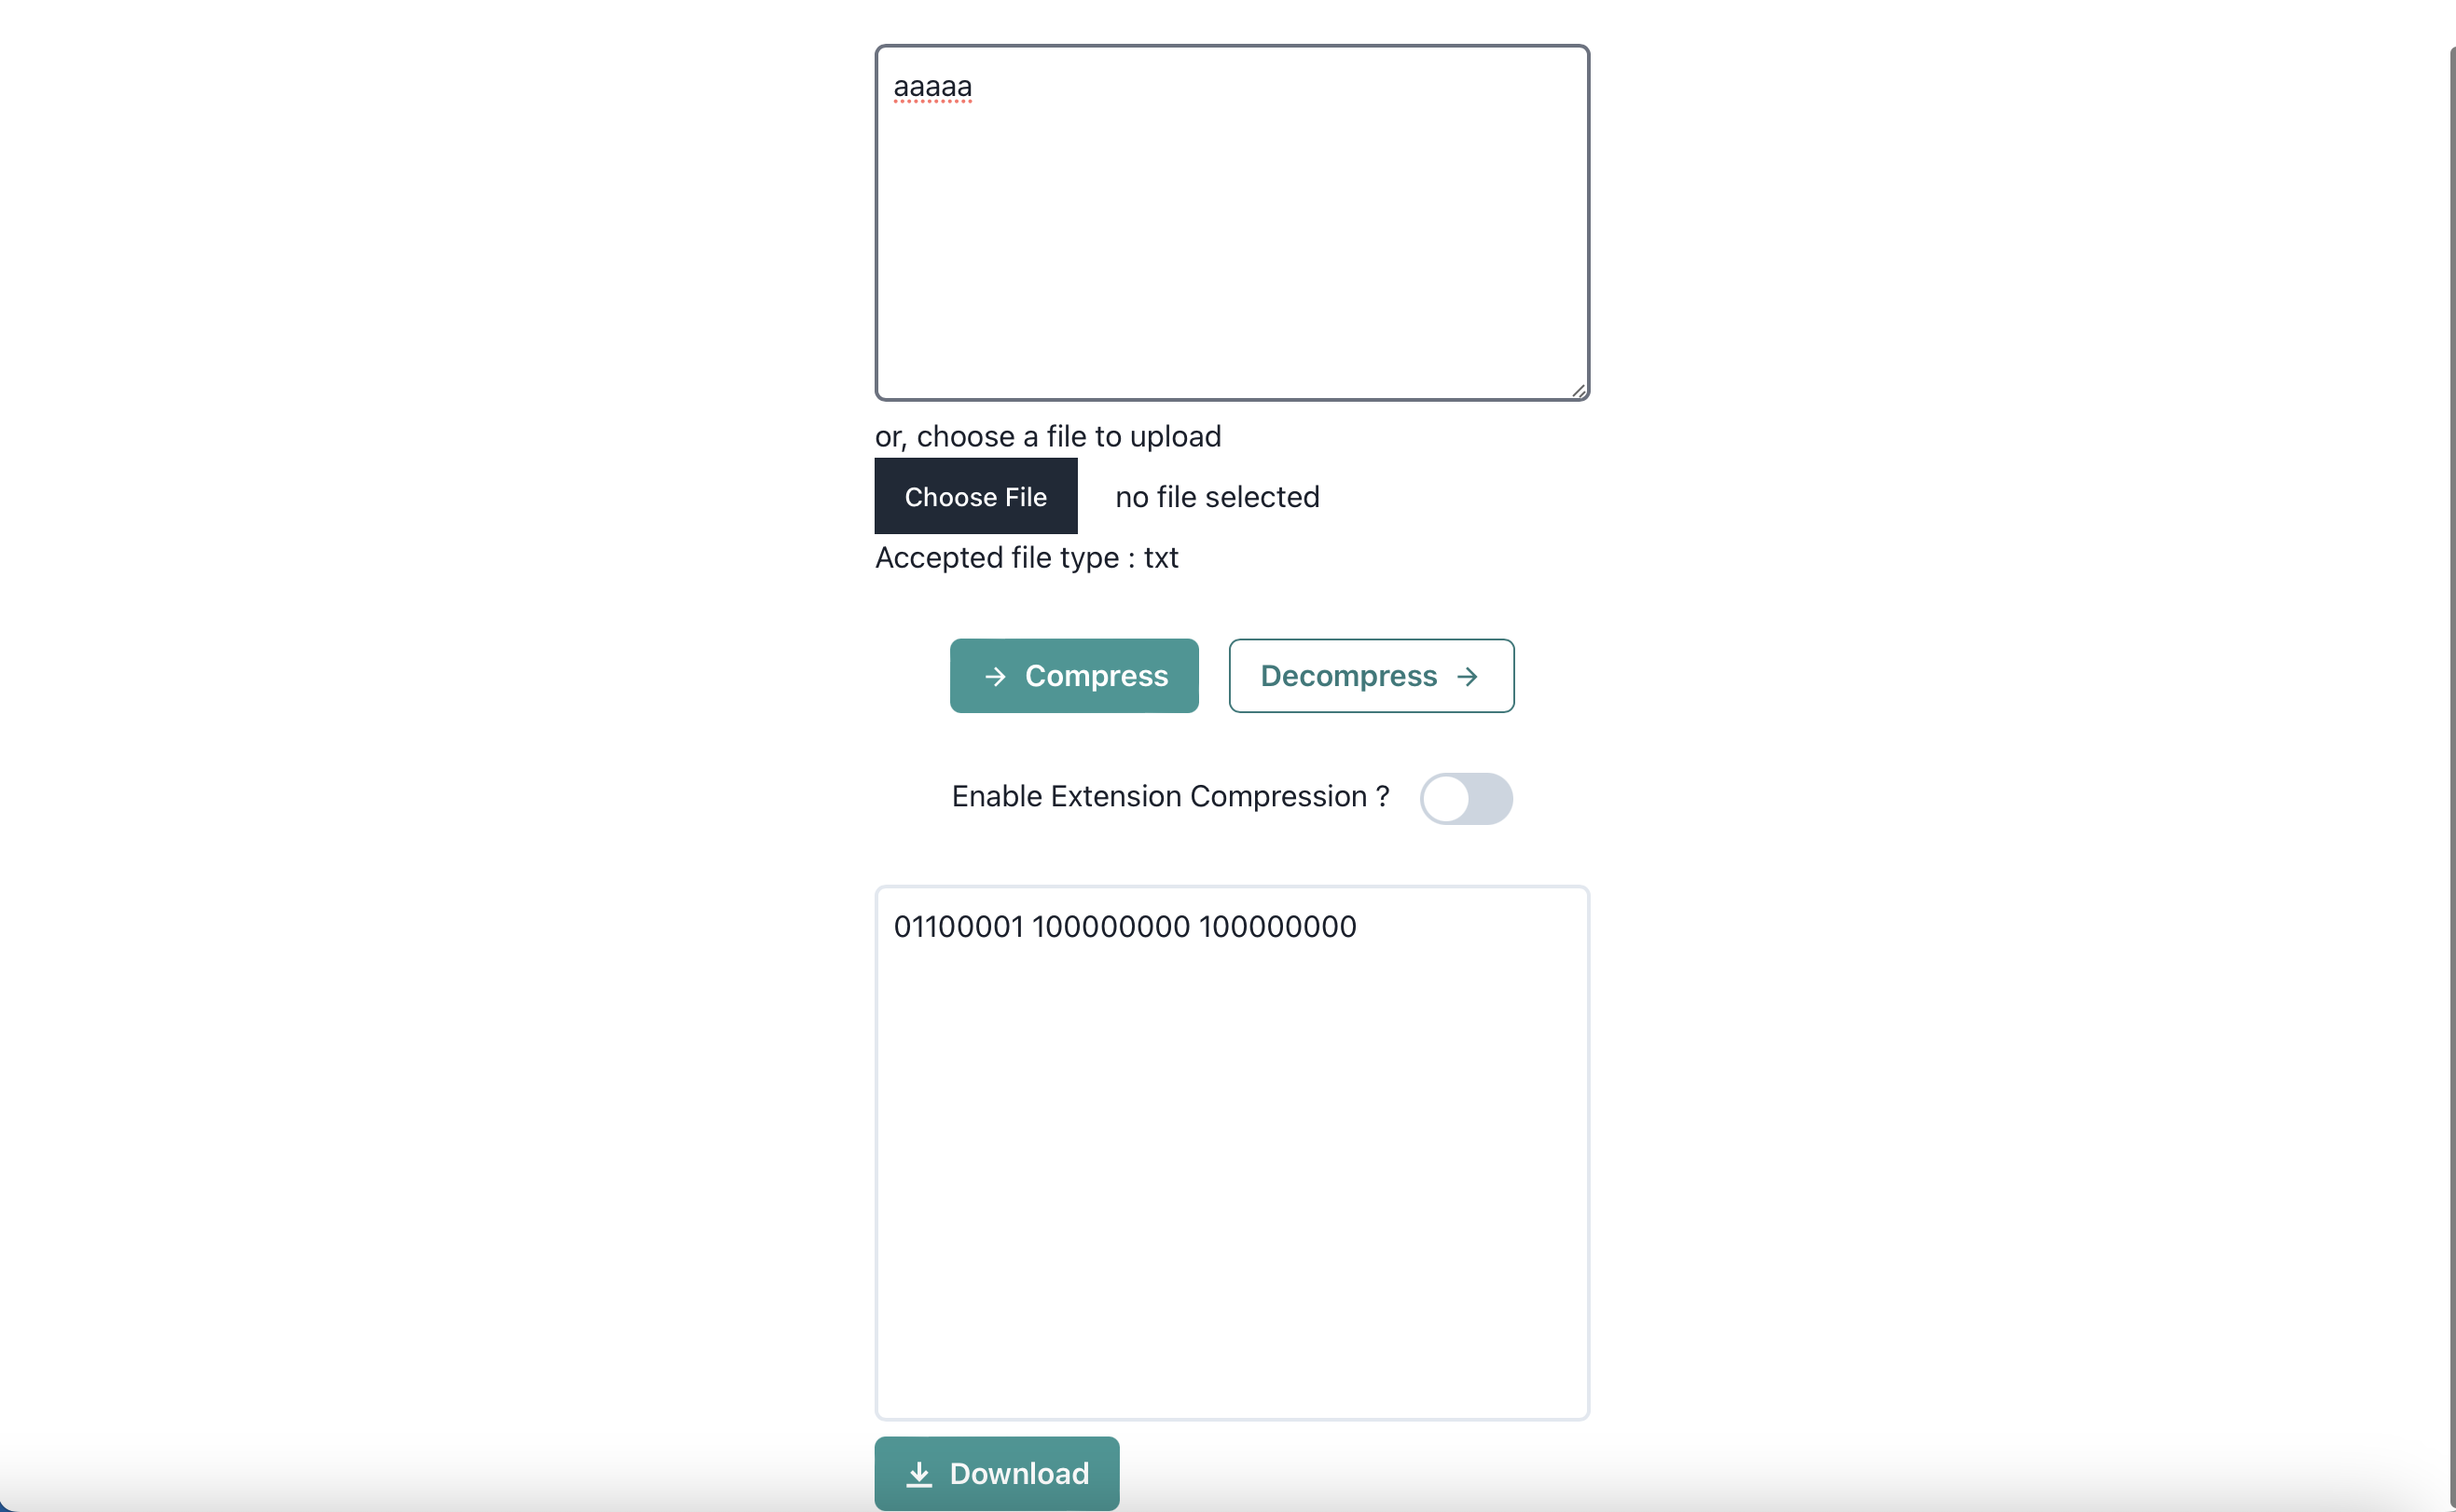 aaaaa
or, choose a file to upload
Choose File no file selected
Accepted file type : txt
Compress Decompress
Enable Extension Compression ?
01100001 100000000 100000000
Download